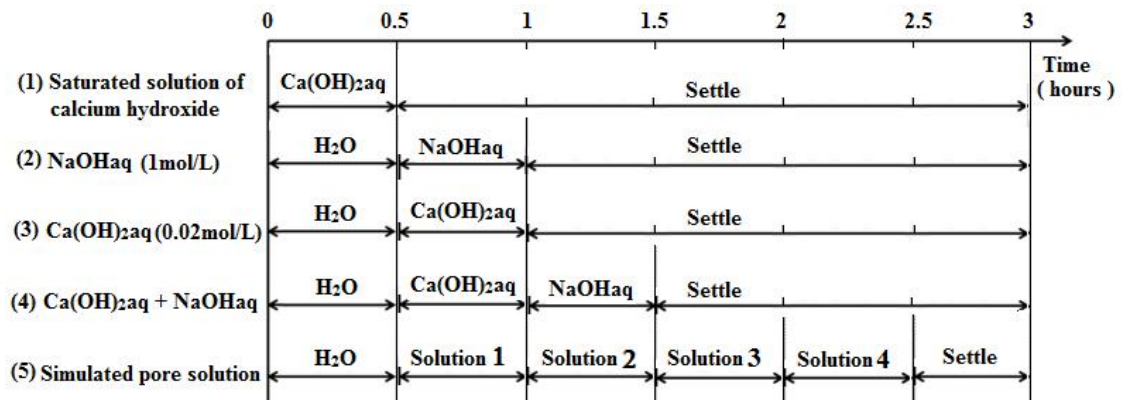 0 0.5 1 1.5 2 2.5 3
Time
( hours )
(1) Saturated solution of
calcium hydroxide
Ca(OH)2aq Settle
(2) NaOHaq (1mol/L) H2O NaOHaq Settle
(3) Ca(OH)2aq (0.02mol/L) H2O Ca(OH)2aq Settle
(4) Ca(OH)2aq + NaOHaq H2O Ca(OH)2aq NaOHaq Settle
(5) Simulated pore solution H2O Solution 1 Solution 2 Solution 3 Solution 4 Settle